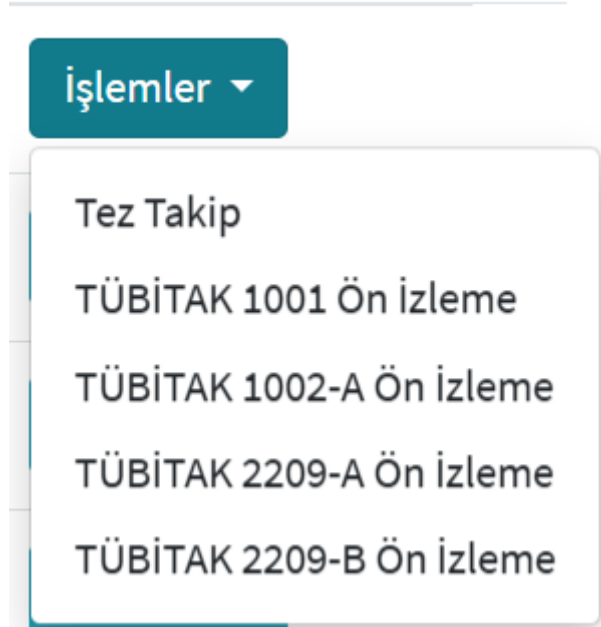 İşlemler
Tez Takip
TÜBİTAK 1001 Ön İzleme
TÜBİTAK 1002-A Ön İzleme
TÜBİTAK 2209-A Ön İzleme
TÜBİTAK 2209-B Ön İzleme